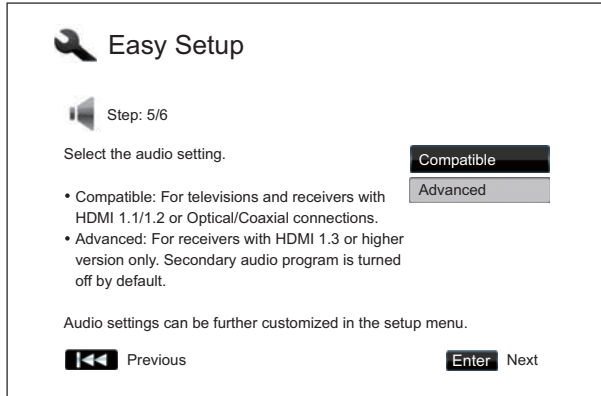 Easy Setup
Step: 5/6
Select the audio setting.
Compatible
Advanced
• Compatible: For televisions and receivers with
HDMI 1.1/1.2 or Optical/Coaxial connections.
• Advanced: For receivers with HDMI 1.3 or higher
version only. Secondary audio program is turned
off by default.
Audio settings can be further customized in the setup menu.
Previous
Enter Next